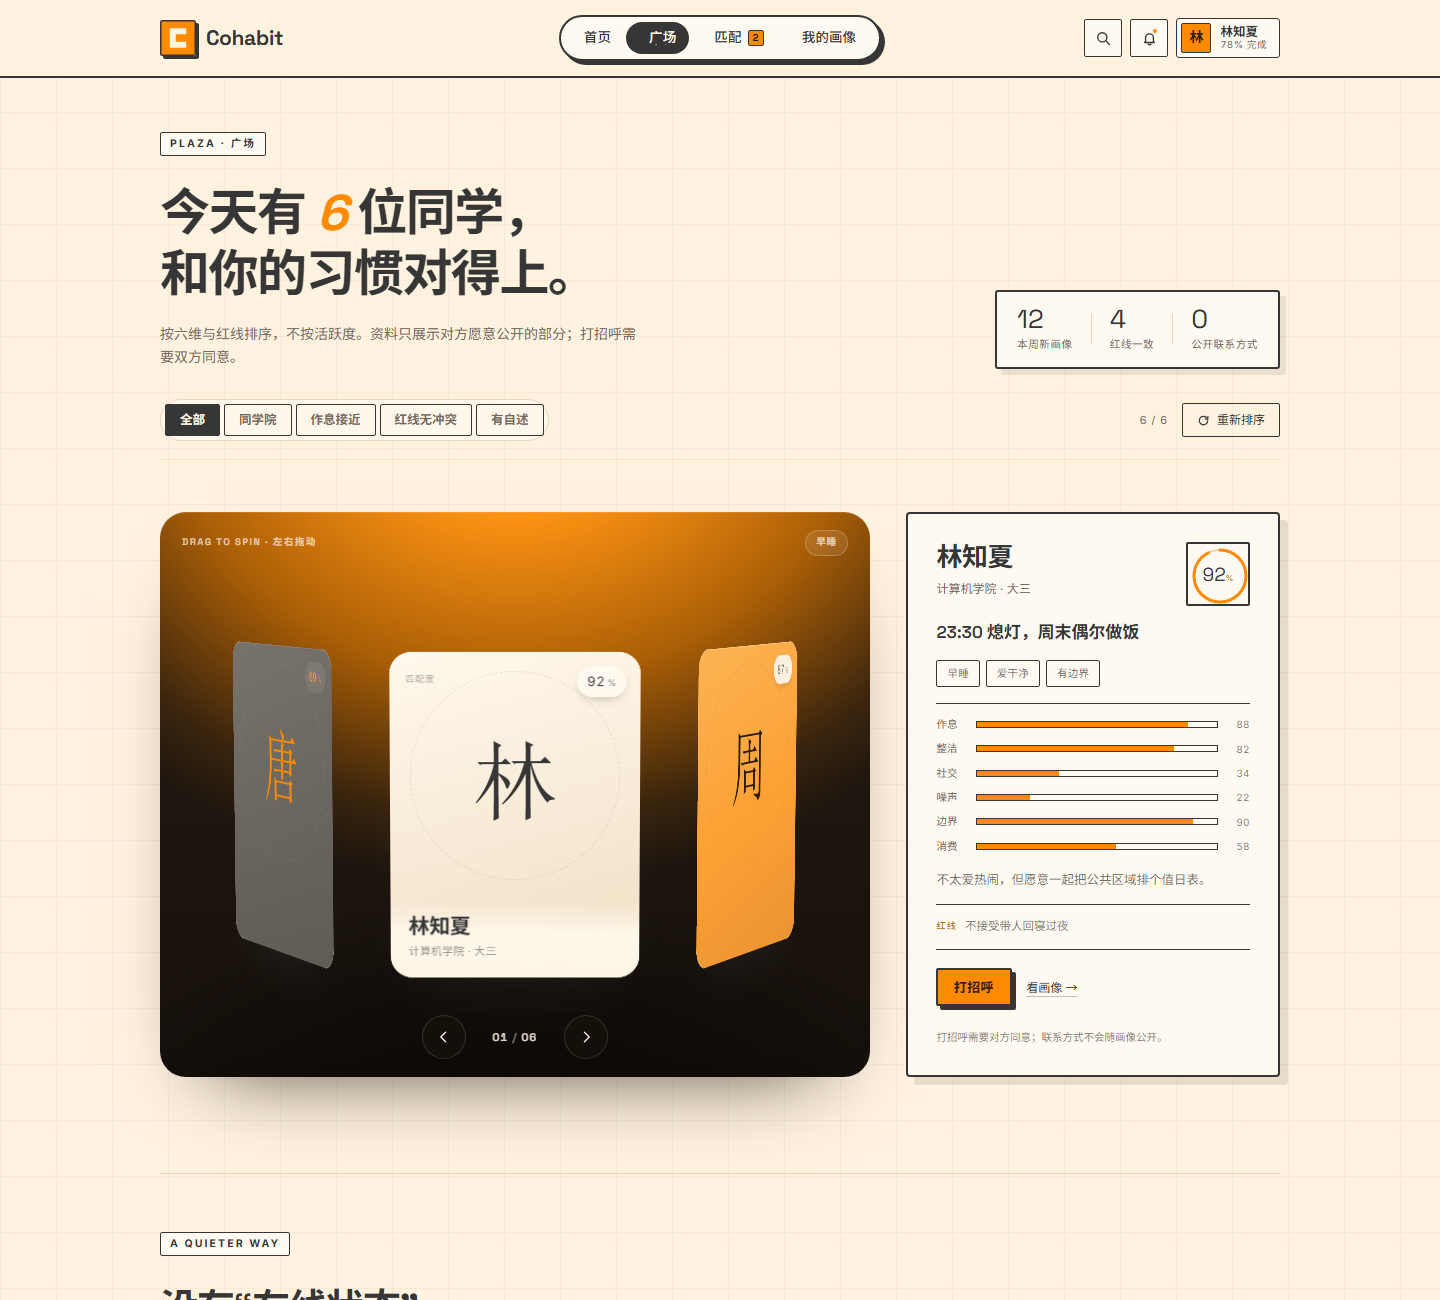 Cohabit
首页
广场
匹配 2
我的画像
林
林知夏
78% 完成
PLAZA · 广场
今天有 6 位同学，
和你的习惯对得上。
按六维与红线排序，不按活跃度。资料只展示对方愿意公开的部分；打招呼需
要双方同意。
12
本周新画像
4
红线一致
0
公开联系方式
全部
同学院
作息接近
红线无冲突
有自述
6 / 6
重新排序
DRAG TO SPIN · 左右拖动
早睡
89%
唐
匹配度
92 %
林
林知夏
计算机学院 · 大三
87%
周
01 / 06
林知夏
计算机学院 · 大三
92%
23:30 熄灯，周末偶尔做饭
早睡
爱干净
有边界
作息 88
整洁 82
社交 34
噪声 22
边界 90
消费 58
不太爱热闹，但愿意一起把公共区域排个值日表。
红线 不接受带人回寝过夜
打招呼
看画像 →
打招呼需要对方同意；联系方式不会随画像公开。
A QUIETER WAY
没有“在线状态”